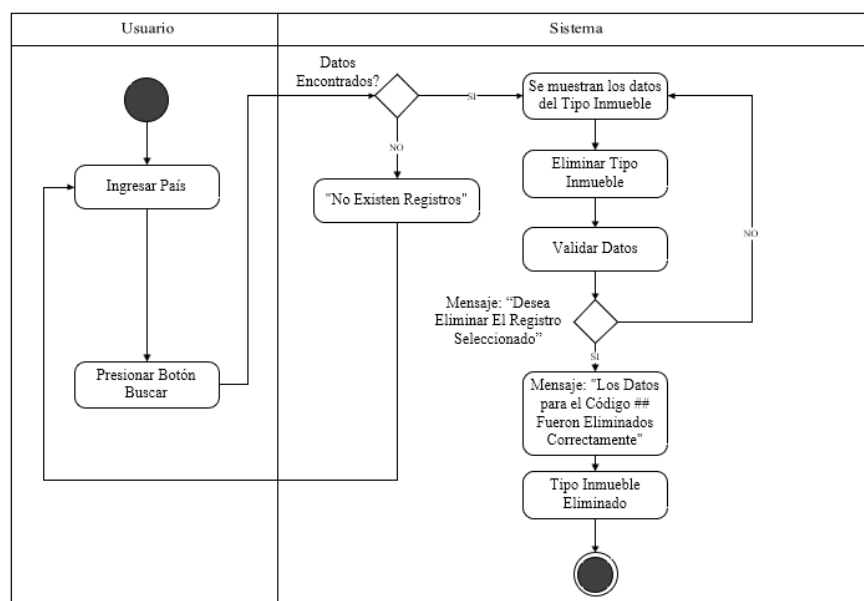 Usuario
Sistema
Datos
Encontrados?
SI
Se muestran los datos
del Tipo Inmueble
NO
Ingresar País
"No Existen Registros"
Eliminar Tipo
Inmueble
Validar Datos
NO
Mensaje: “Desea
Eliminar El Registro
Seleccionado”
SI
Presionar Botón
Buscar
Mensaje: "Los Datos
para el Código ##
Fueron Eliminados
Correctamente"
Tipo Inmueble
Eliminado